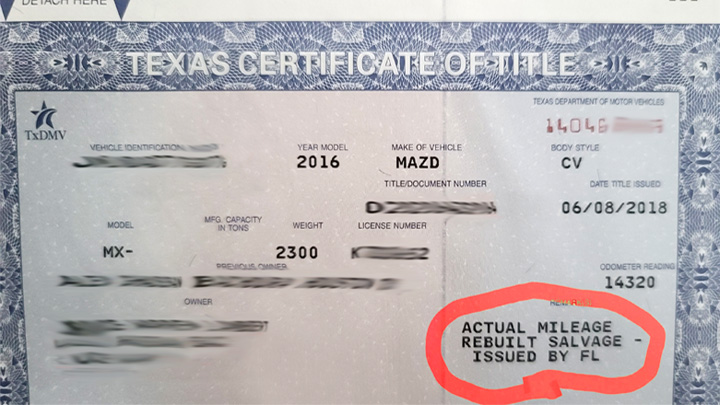 DETACH HERE
TEXAS CERTIFICATE OF TITLE
TxDMV
TEXAS DEPARTMENT OF MOTOR VEHICLES
14046
VEHICLE IDENTIFICATION
YEAR MODEL
MAKE OF VEHICLE
BODY STYLE
2016
MAZD
CV
TITLE/DOCUMENT NUMBER
DATE TITLE ISSUED
06/08/2018
MODEL
MFG. CAPACITY
IN TONS
WEIGHT
LICENSE NUMBER
MX-
2300
PREVIOUS OWNER
ODOMETER READING
14320
OWNER
ACTUAL MILEAGE
REBUILT SALVAGE -
ISSUED BY FL